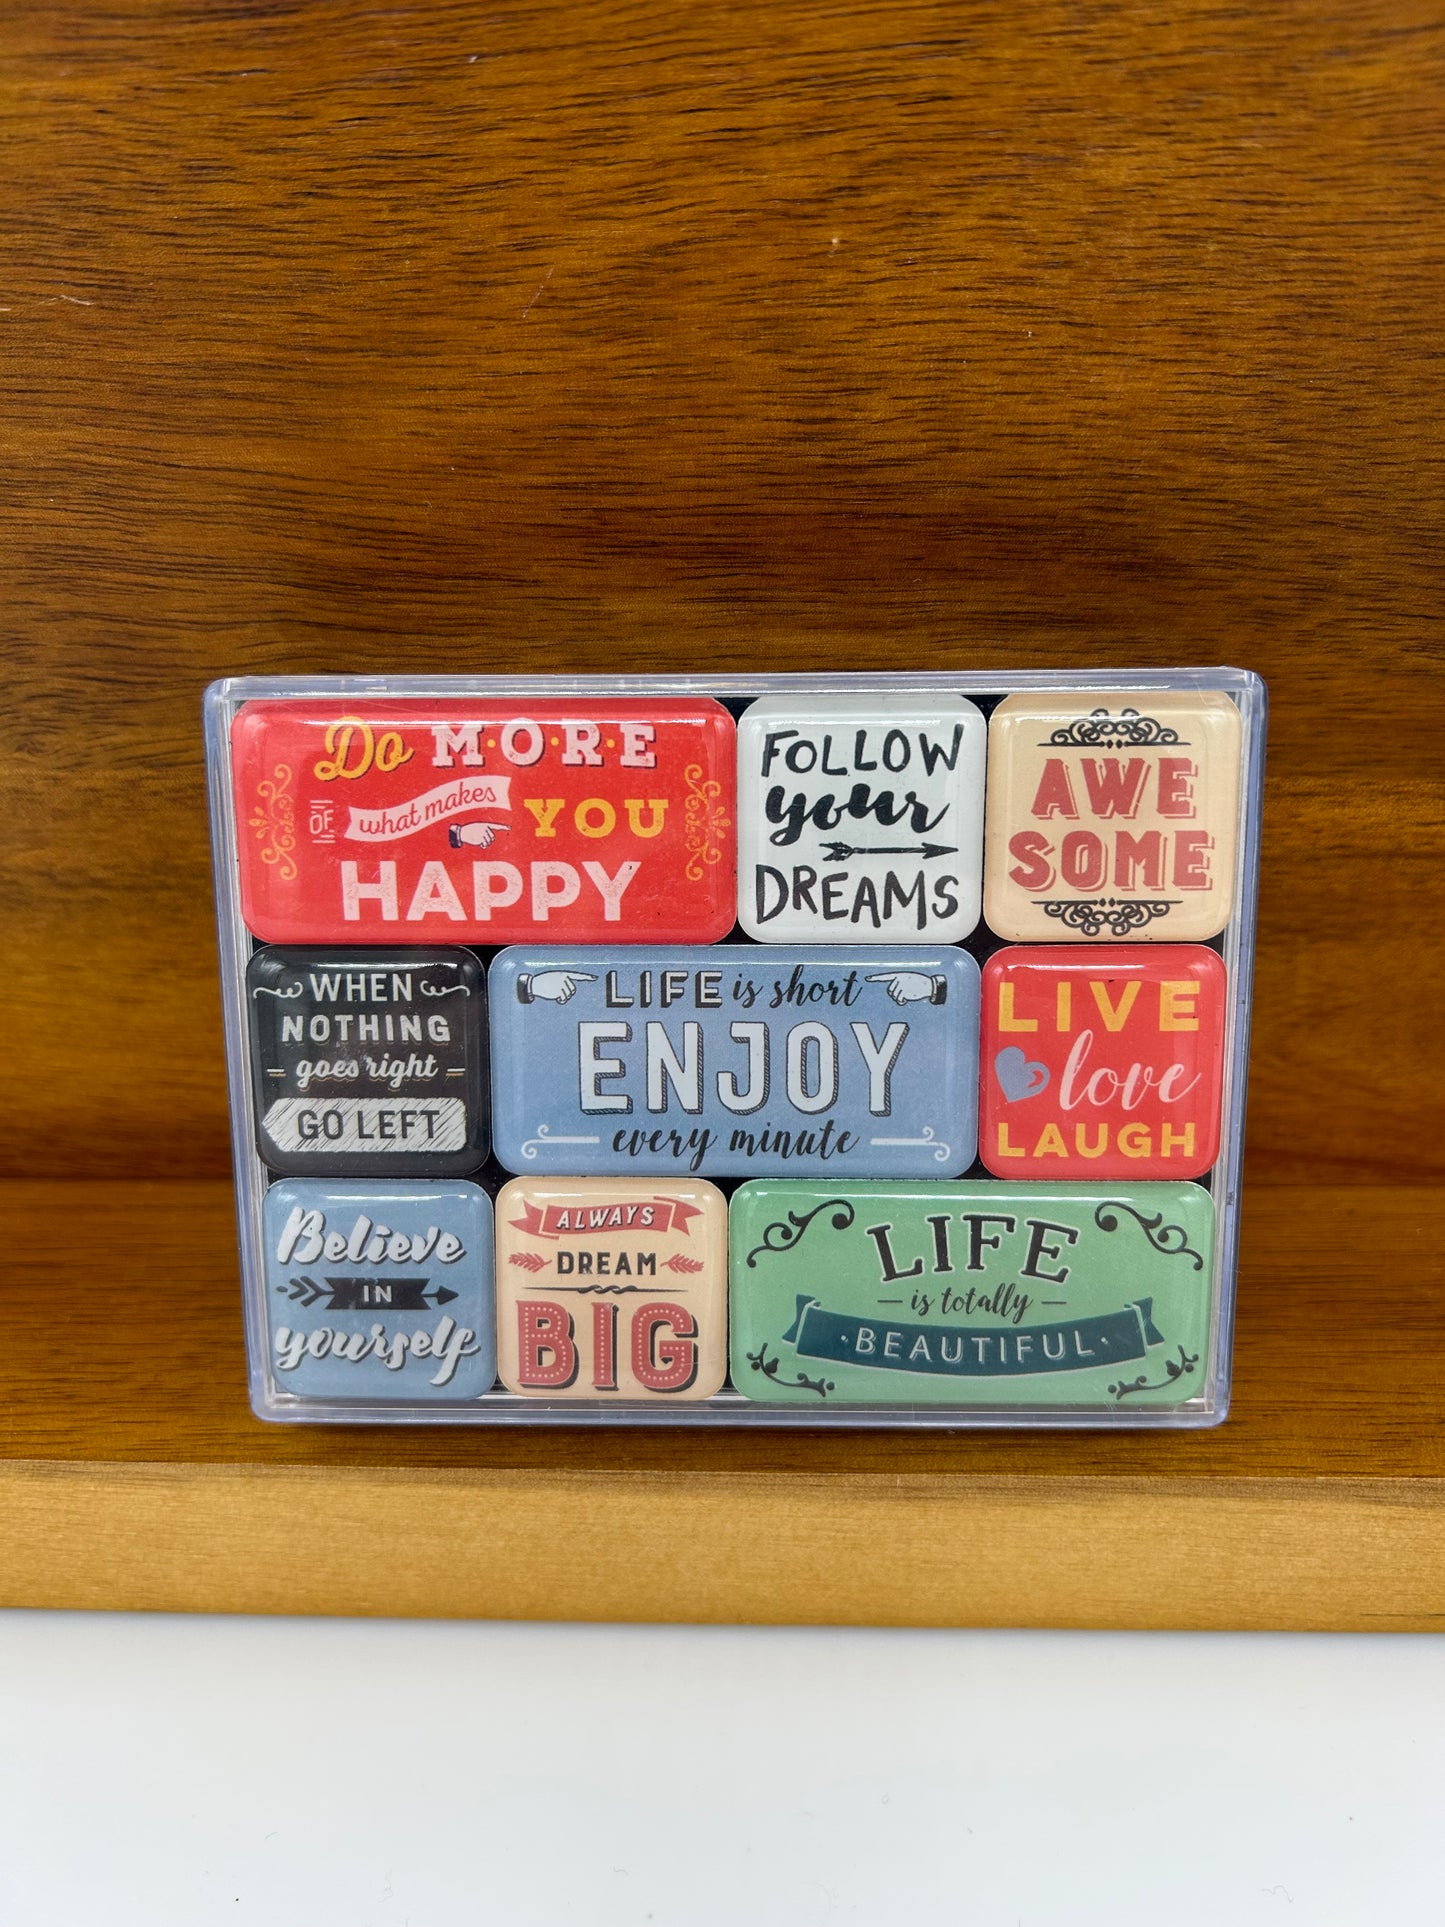 Do MORE
OF what makes YOU
HAPPY
FOLLOW
your
DREAMS
AWE
SOME
WHEN
NOTHING
goes right
GO LEFT
LIFE is short
ENJOY
every minute
LIVE
love
LAUGH
Believe
IN
yourself
ALWAYS
DREAM
BIG
LIFE
is totally
BEAUTIFUL